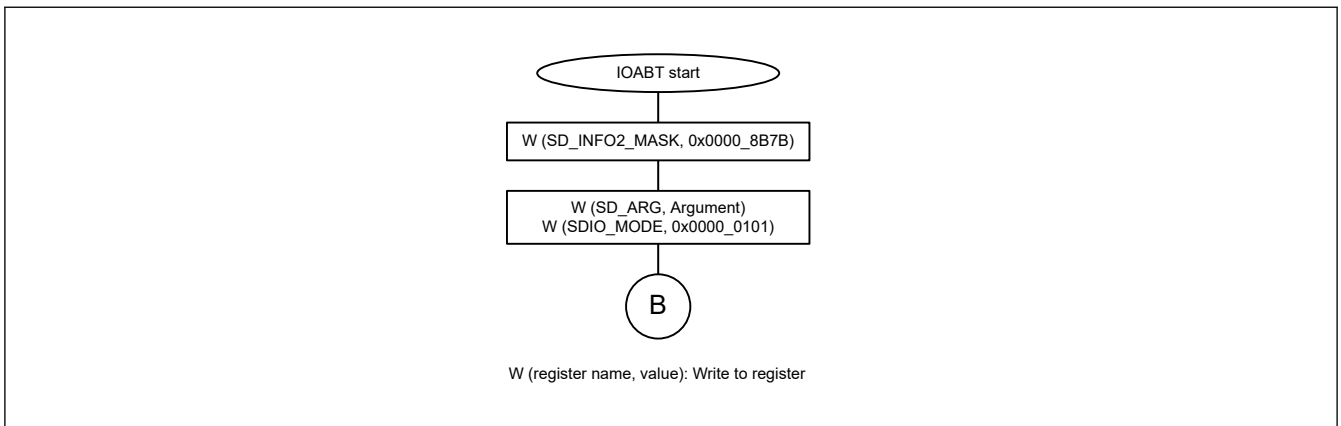 IOABT start
W (SD_INFO2_MASK, 0x0000_8B7B)
W (SD_ARG, Argument)
W (SDIO_MODE, 0x0000_0101)
B
W (register name, value): Write to register